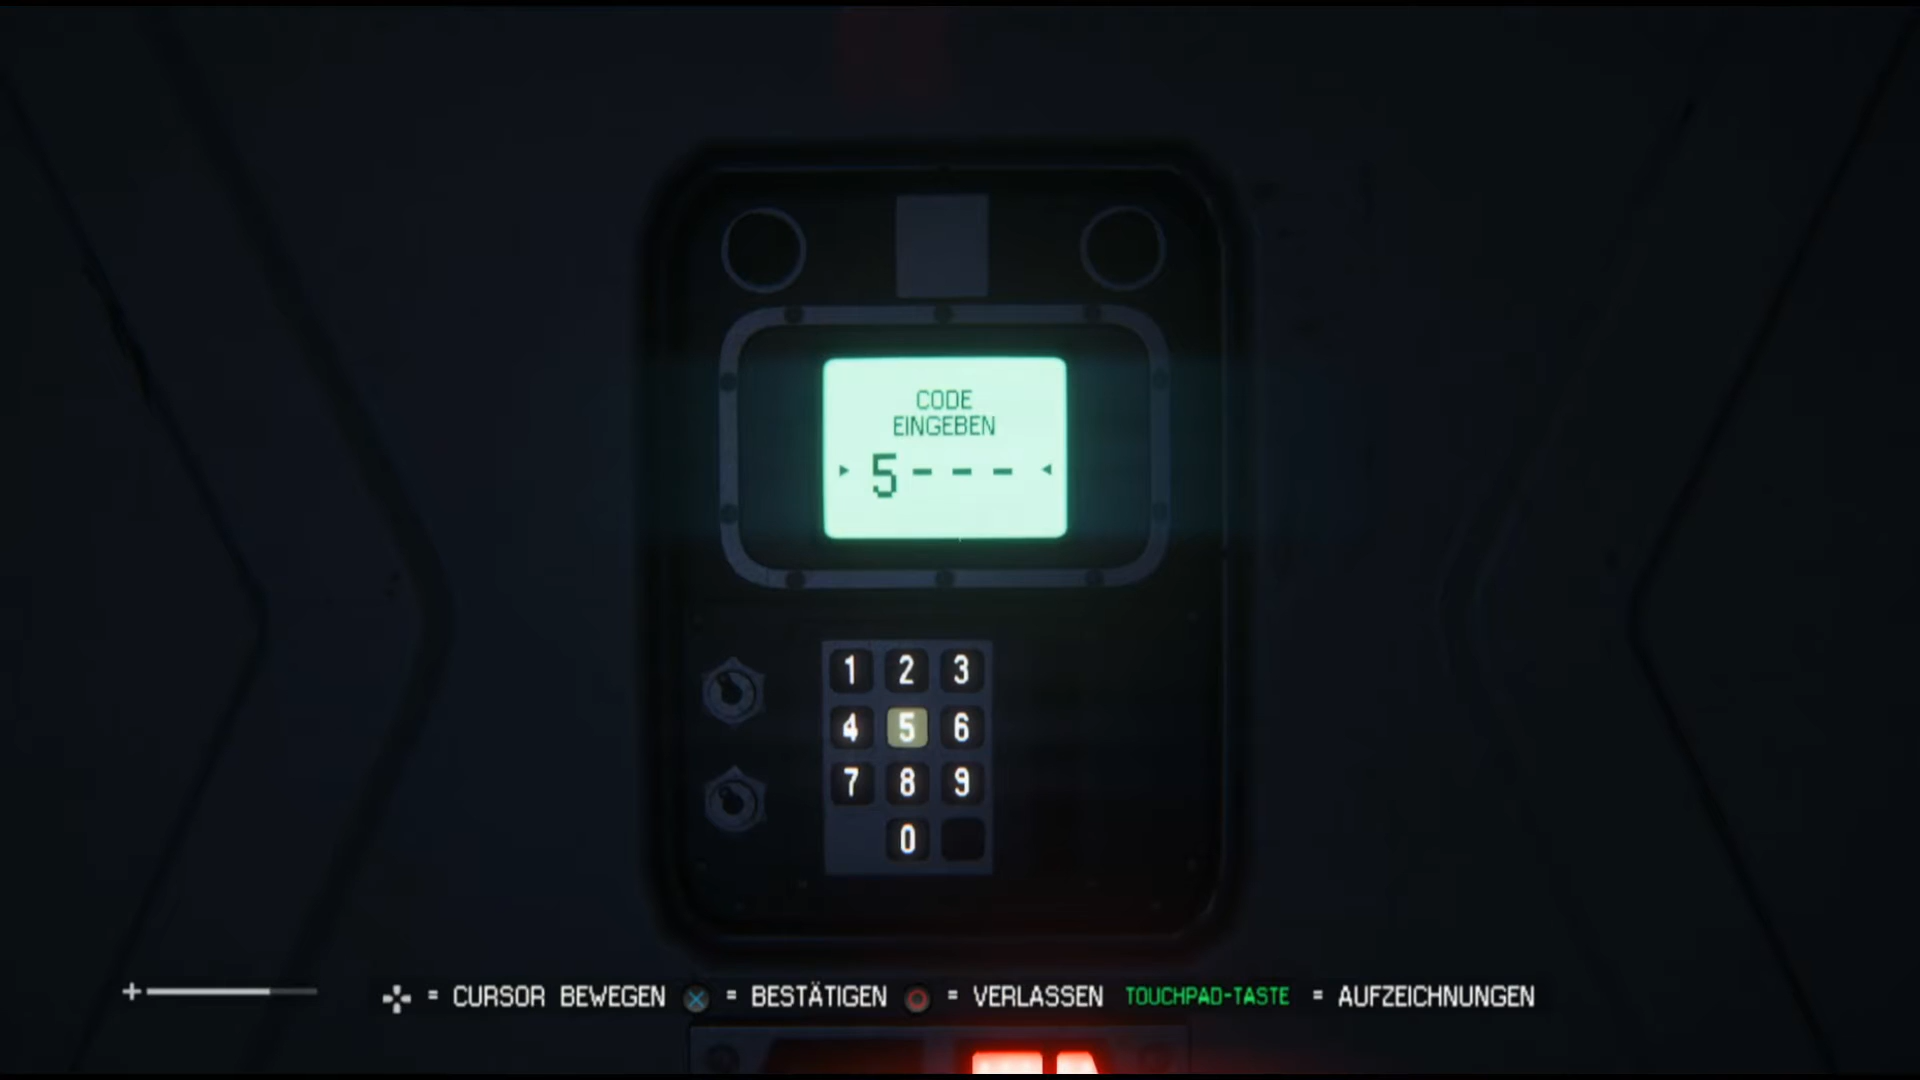 CODE
EINGEBEN
5---
1 2 3
4 5 6
7 8 9
0
= CURSOR BEWEGEN = BESTÄTIGEN = VERLASSEN TOUCHPAD-TASTE = AUFZEICHNUNGEN